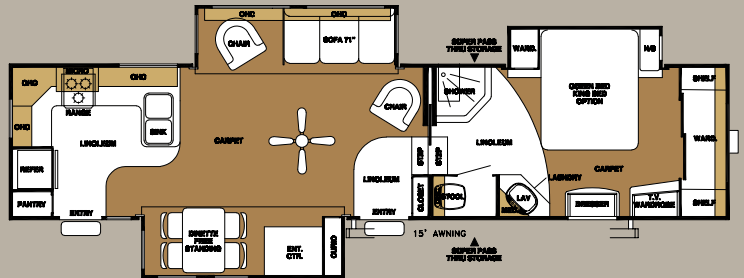 OHC
OHC
CHAIR
SOFA 71"
SUPER PASS
THRU STORAGE
WARD.
N/S
QUEEN BED
KING BED
OPTION
OHC
MICRO
OHC
RANGE
OHC
SINK
LINOLEUM
CARPET
CHAIR
SHOWER
SHELF
LINOLEUM
WARD.
STEP
STEP
REFER
LINOLEUM
LAUNDRY
CARPET
PANTRY
CLOSET
STOOL
LAV
MED.
DRESSER
T.V.
WARDROBE
SHELF
ENTRY
ENTRY
DINETTE
FREE
STANDING
ENT.
CTR.
CURIO
15' AWNING
SUPER PASS
THRU STORAGE